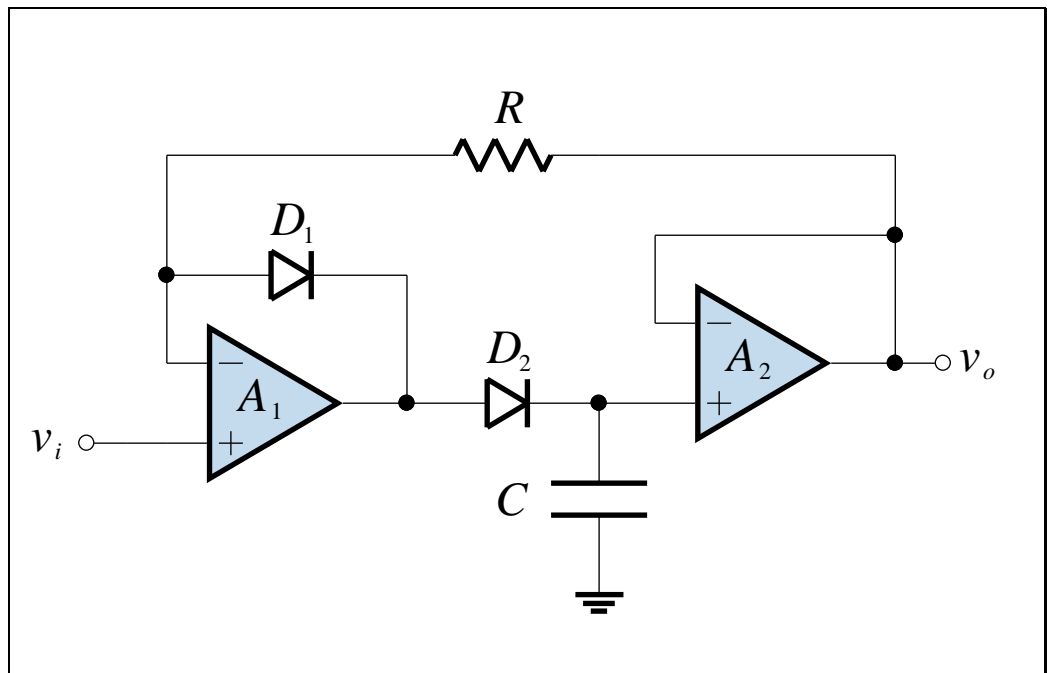 R
D₁
−
A₁
+
vᵢ
D₂
−
A₂
+
vₒ
C